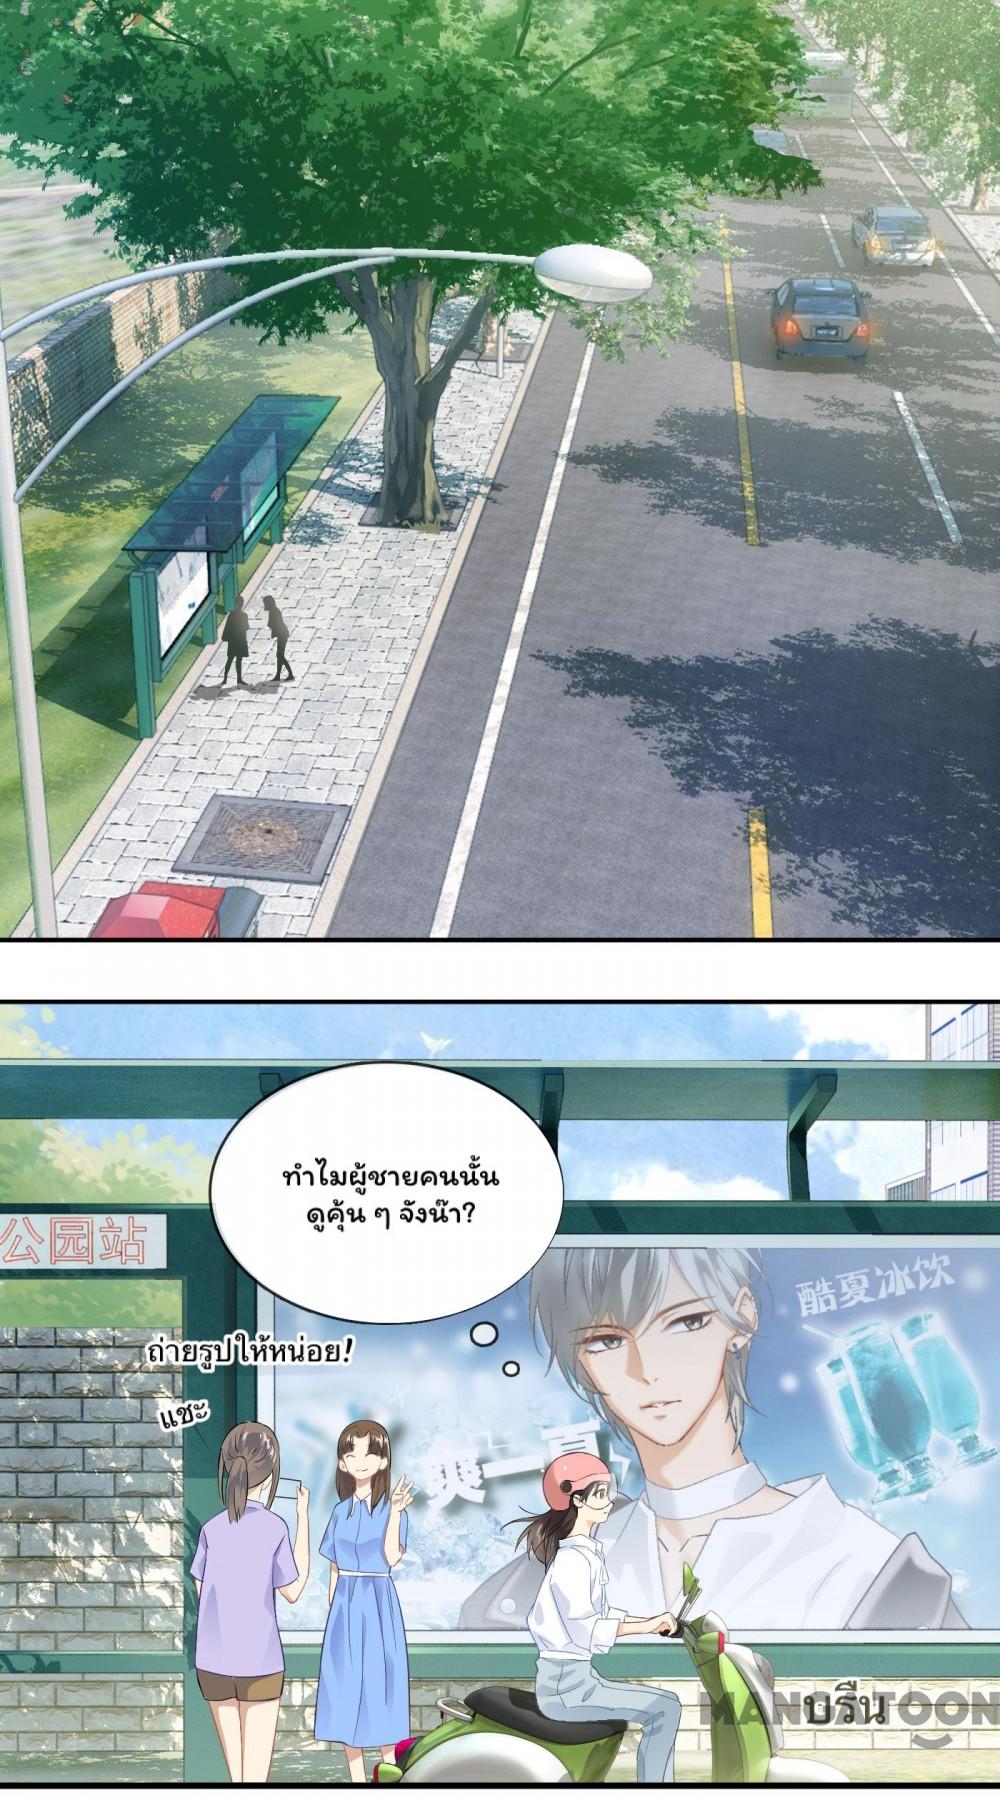 ทำไมผู้ชายคนนั้น
ดูคุ้น ๆ จังน๊า?
公园站
酷夏冰饮
ถ่ายรูปให้หน่อย!
แชะ
爽一夏
บรืน
MANGATOON